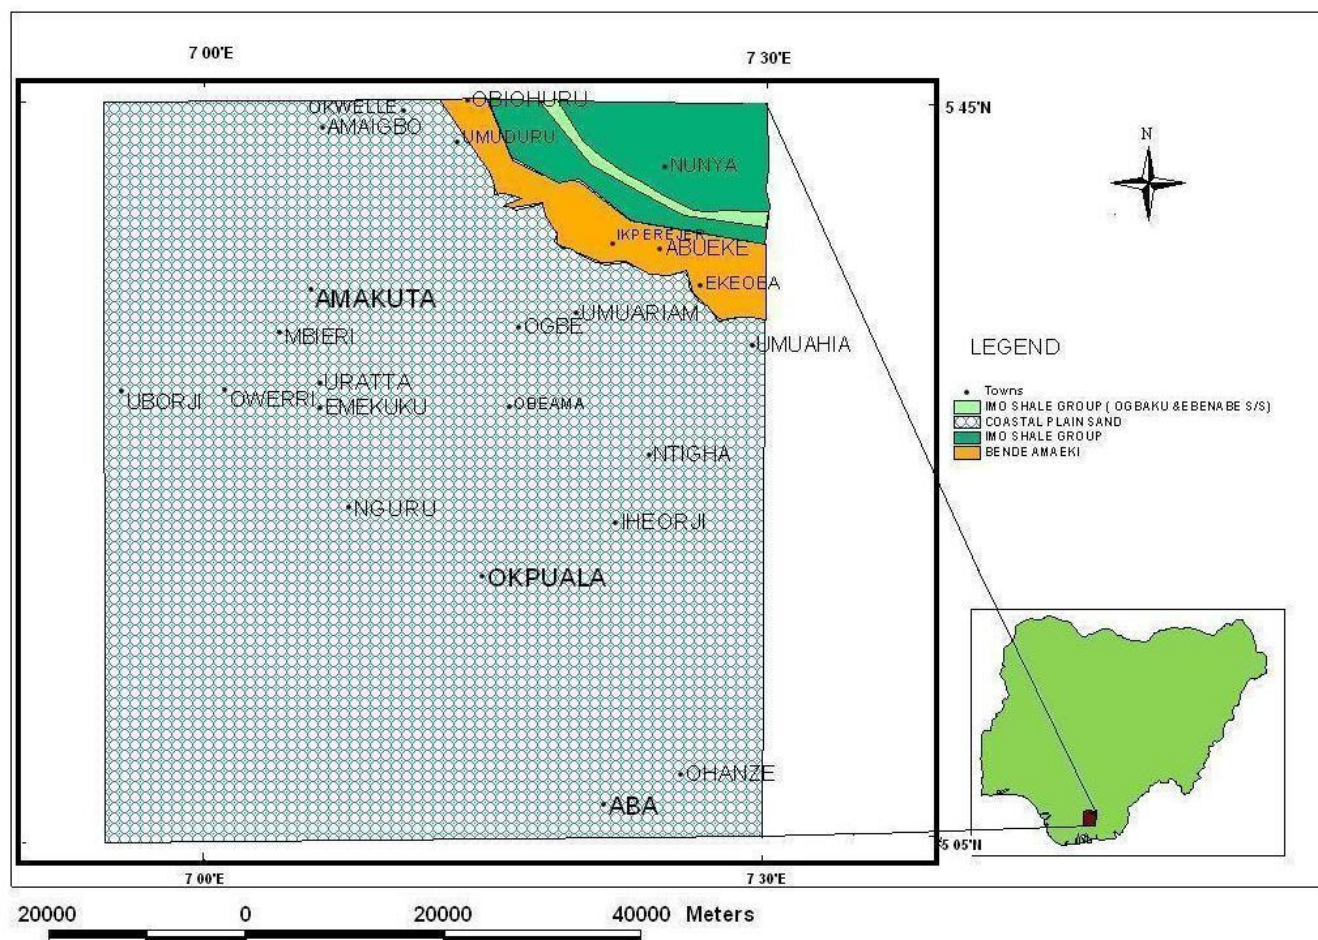 7 00'E
7 30'E
OKWELLE
OBIOHURU
5 45'N
AMAIGBO
UMUDURU
N
NUNYA
IKPEREJER
ABUEKE
EKEOBA
AMAKUTA
UMUARIAM
OGBE
MBIERI
UMUAHIA
LEGEND
URATTA
UBORJI
OWERRI
EMEKUKU
OBEAMA
Towns
IMO SHALE GROUP ( OGBAKU &EBENABE S/S)
COASTAL PLAIN SAND
IMO SHALE GROUP
BENDE AMAEKI
NTIGHA
NGURU
IHEORJI
OKPUALA
OHANZE
ABA
5 05'N
7 00'E
7 30'E
20000 0 20000 40000 Meters